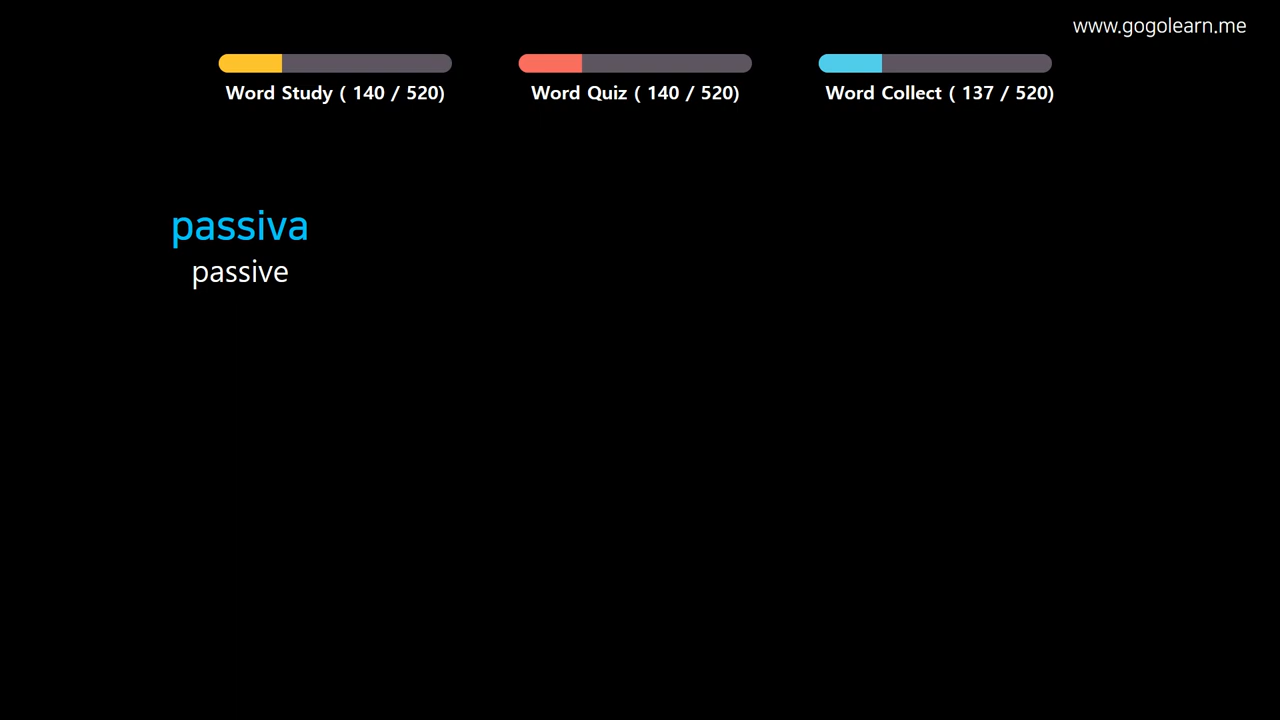 www.gogolearn.me
Word Study ( 140 / 520)
Word Quiz ( 140 / 520)
Word Collect ( 137 / 520)
passiva
passive